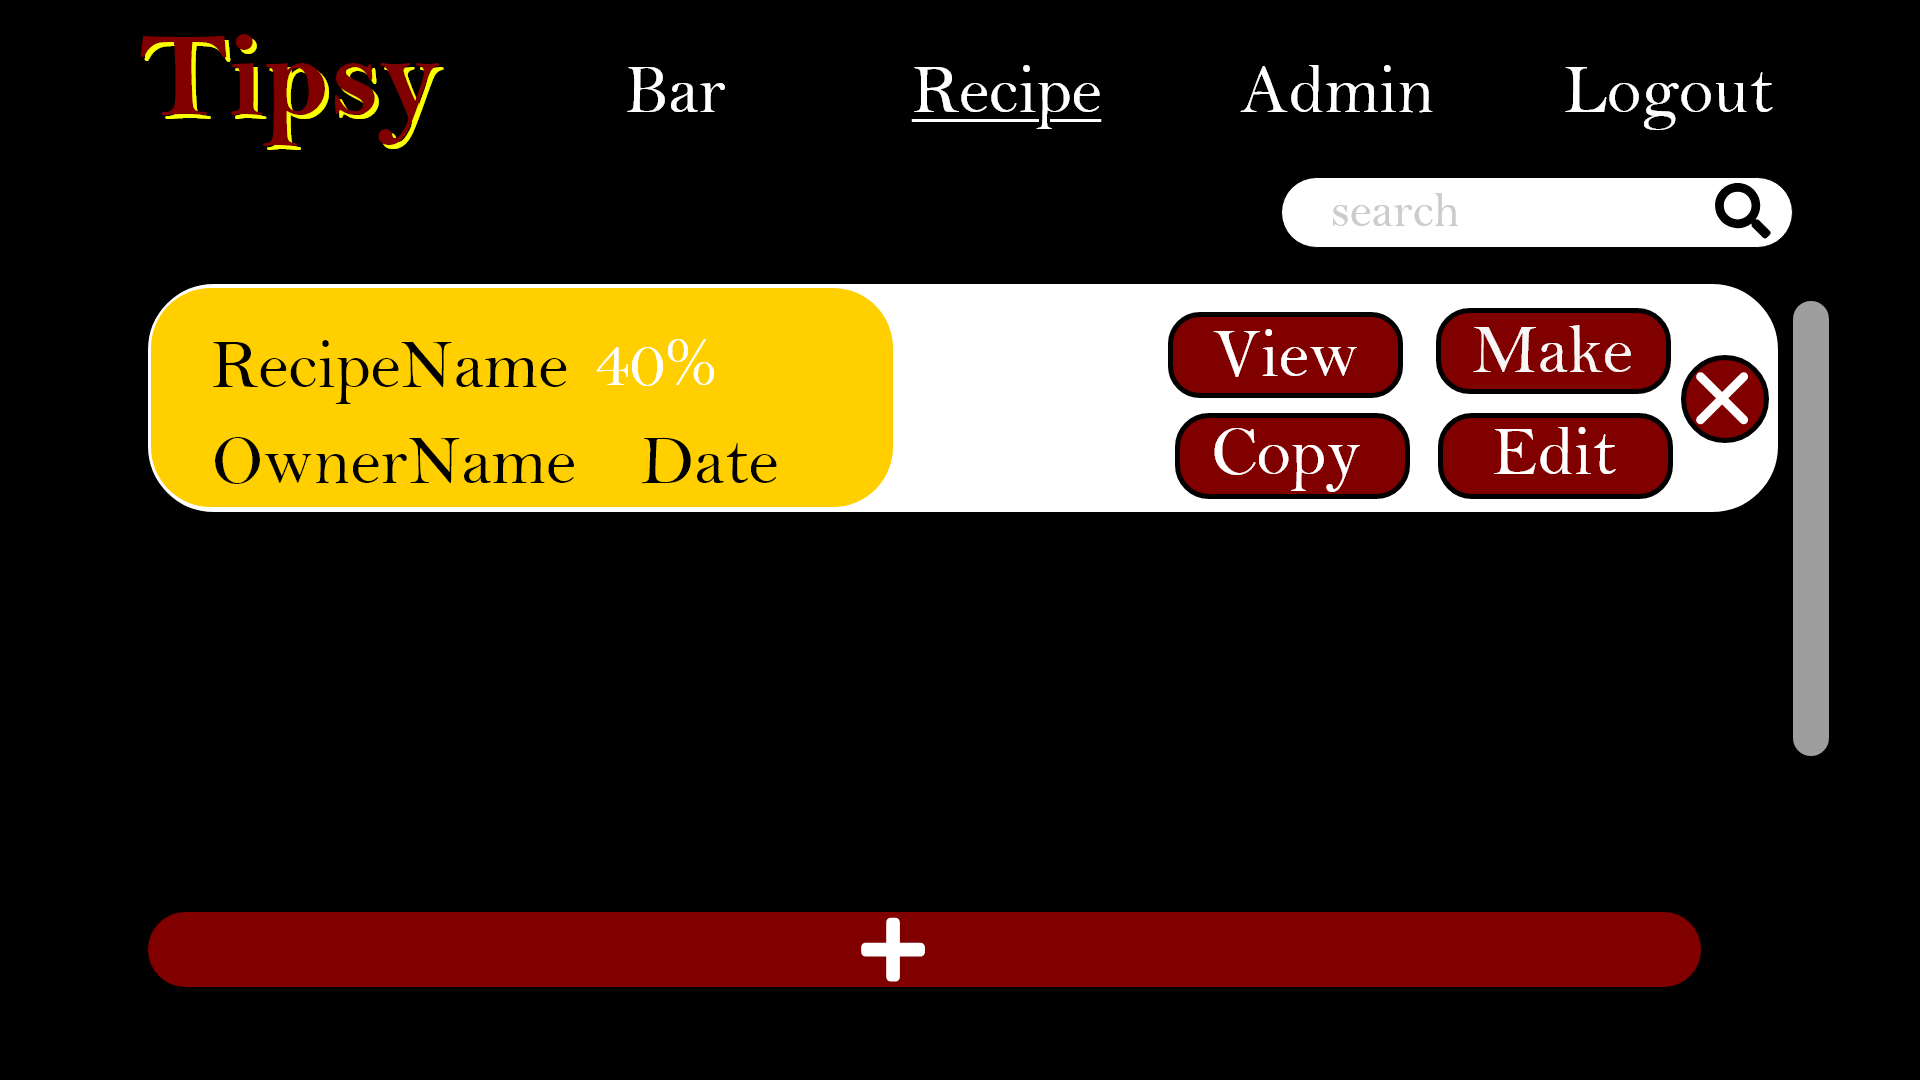 Tipsy Bar Recipe Admin Logout
search
RecipeName 40% View Make
OwnerName Date Copy Edit